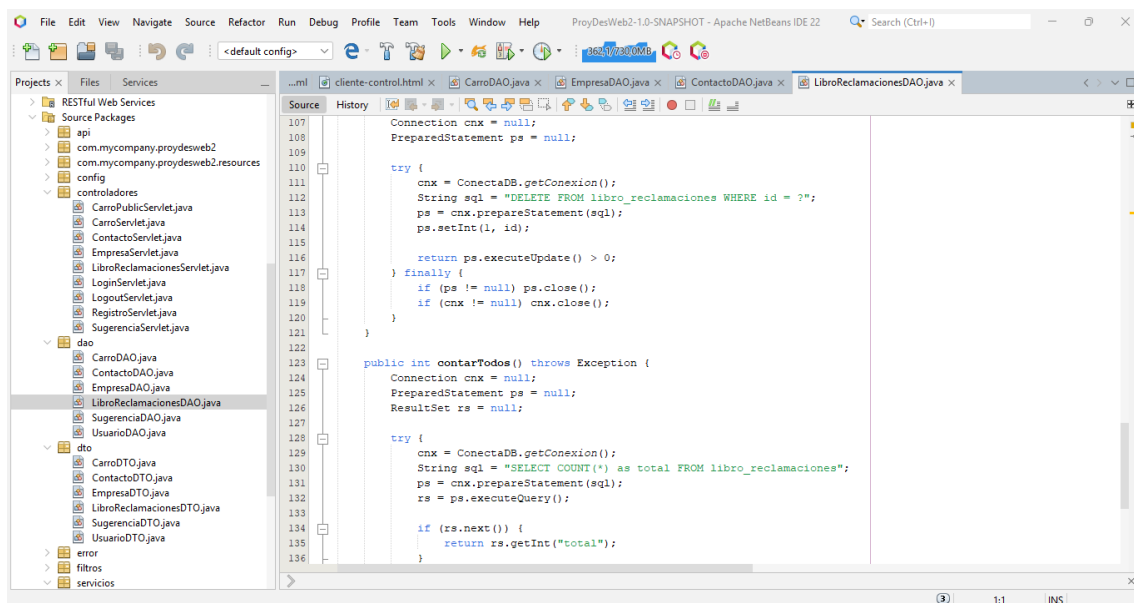 File Edit View Navigate Source Refactor Run Debug Profile Team Tools Window Help ProyDesWeb2-1.0-SNAPSHOT - Apache NetBeans IDE 22 Search (Ctrl+I)
<default config> 362,1/730,0MB
Projects × Files Services
...ml cliente-control.html × CarroDAO.java × EmpresaDAO.java × ContactoDAO.java × LibroReclamacionesDAO.java ×
Source History
RESTful Web Services
Source Packages
api
com.mycompany.proydesweb2
com.mycompany.proydesweb2.resources
config
controladores
CarroPublicServlet.java
CarroServlet.java
ContactoServlet.java
EmpresaServlet.java
LibroReclamacionesServlet.java
LoginServlet.java
LogoutServlet.java
RegistroServlet.java
SugerenciaServlet.java
dao
CarroDAO.java
ContactoDAO.java
EmpresaDAO.java
LibroReclamacionesDAO.java
SugerenciaDAO.java
UsuarioDAO.java
dto
CarroDTO.java
ContactoDTO.java
EmpresaDTO.java
LibroReclamacionesDTO.java
SugerenciaDTO.java
UsuarioDTO.java
error
filtros
servicios
107 Connection cnx = null;
108 PreparedStatement ps = null;
109
110 try {
111 cnx = ConectaDB.getConexion();
112 String sql = "DELETE FROM libro_reclamaciones WHERE id = ?";
113 ps = cnx.prepareStatement(sql);
114 ps.setInt(1, id);
115
116 return ps.executeUpdate() > 0;
117 } finally {
118 if (ps != null) ps.close();
119 if (cnx != null) cnx.close();
120 }
121 }
122
123 public int contarTodos() throws Exception {
124 Connection cnx = null;
125 PreparedStatement ps = null;
126 ResultSet rs = null;
127
128 try {
129 cnx = ConectaDB.getConexion();
130 String sql = "SELECT COUNT(*) as total FROM libro_reclamaciones";
131 ps = cnx.prepareStatement(sql);
132 rs = ps.executeQuery();
133
134 if (rs.next()) {
135 return rs.getInt("total");
136 }
3 1:1 INS